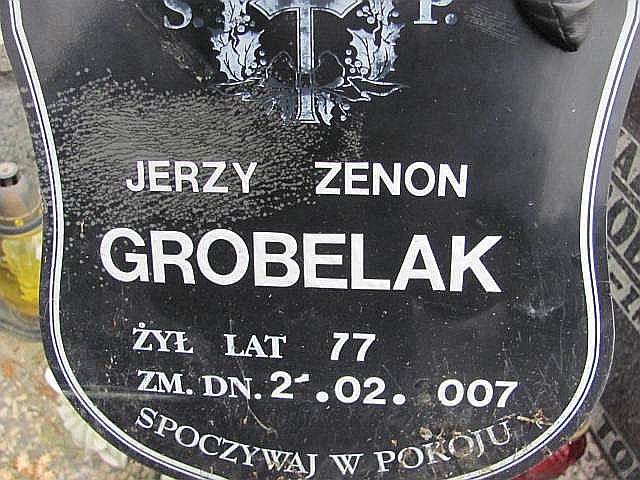 S. P.
JERZY ZENON
GROBELAK
ŻYŁ LAT 77
ZM. DN. 2 .02. 007
SPOCZYWAJ W POKOJU